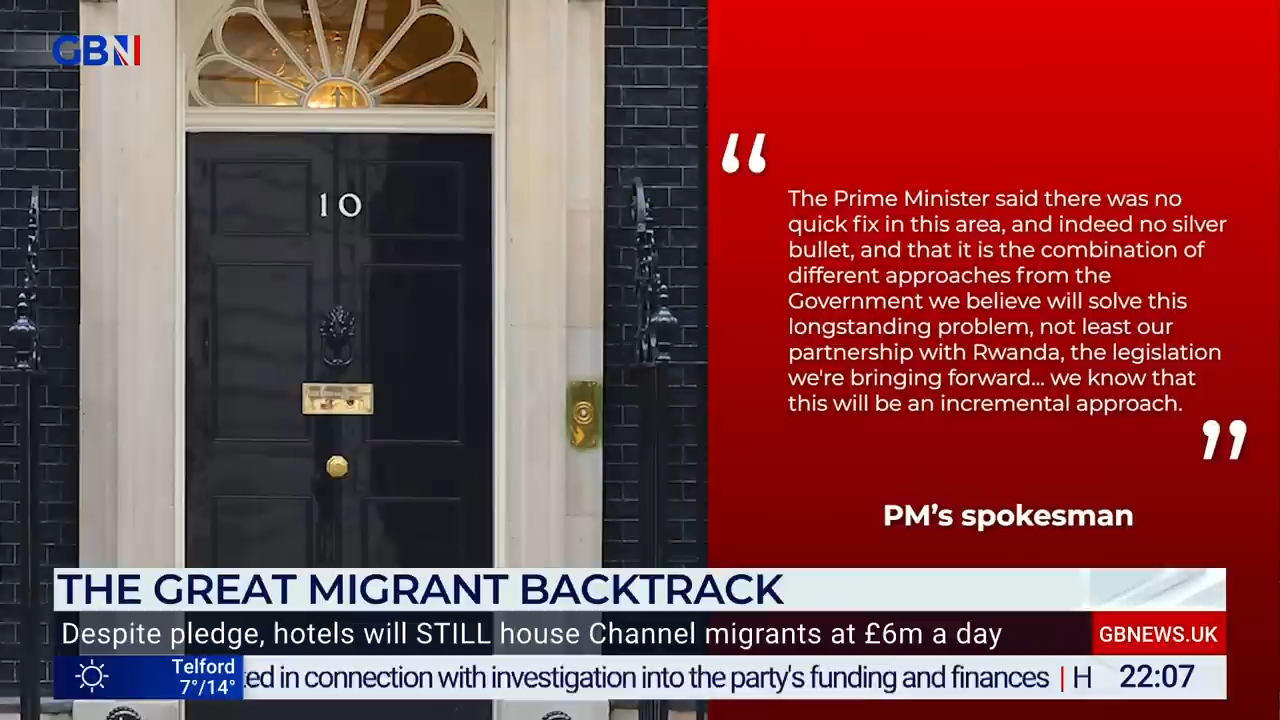 GBN
10
“
The Prime Minister said there was no
quick fix in this area, and indeed no silver
bullet, and that it is the combination of
different approaches from the
Government we believe will solve this
longstanding problem, not least our
partnership with Rwanda, the legislation
we're bringing forward... we know that
this will be an incremental approach.
”
PM’s spokesman
THE GREAT MIGRANT BACKTRACK
Despite pledge, hotels will STILL house Channel migrants at £6m a day
GBNEWS.UK
Telford
7°/14°
ted in connection with investigation into the party's funding and finances | H
22:07